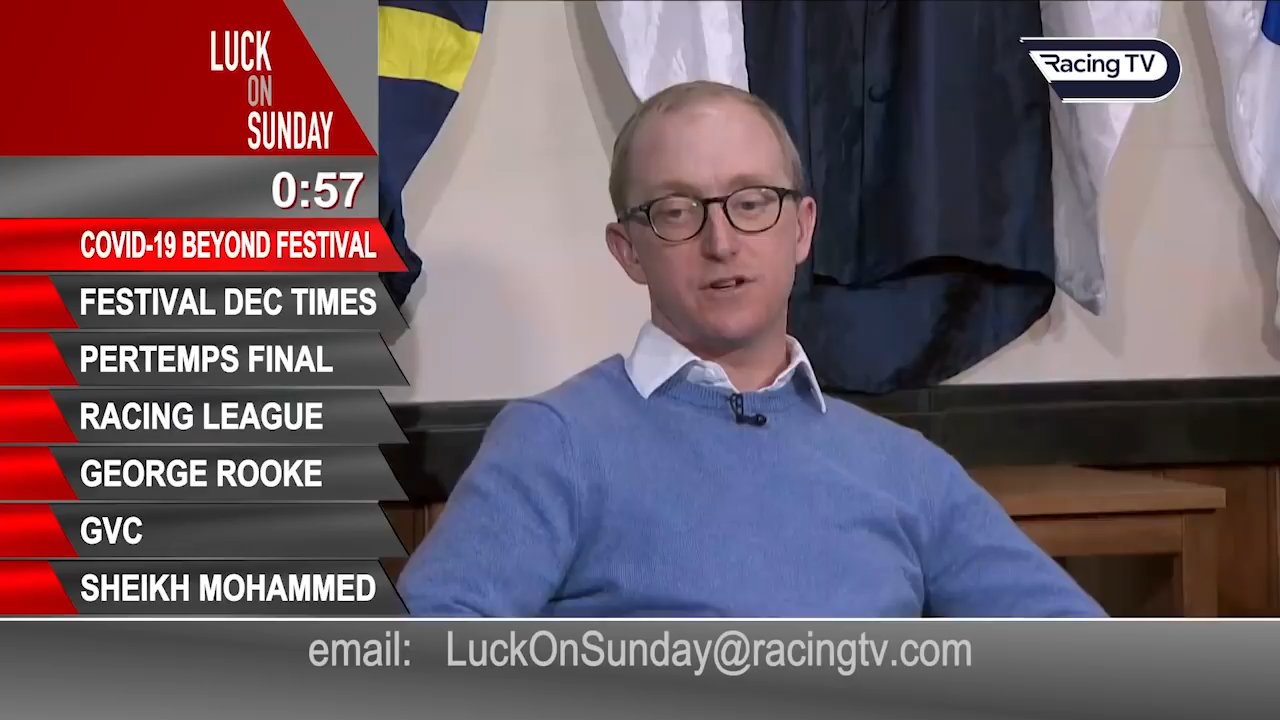 LUCK
ON
SUNDAY
Racing TV
0:57
COVID-19 BEYOND FESTIVAL
FESTIVAL DEC TIMES
PERTEMPS FINAL
RACING LEAGUE
GEORGE ROOKE
GVC
SHEIKH MOHAMMED
email: LuckOnSunday@racingtv.com